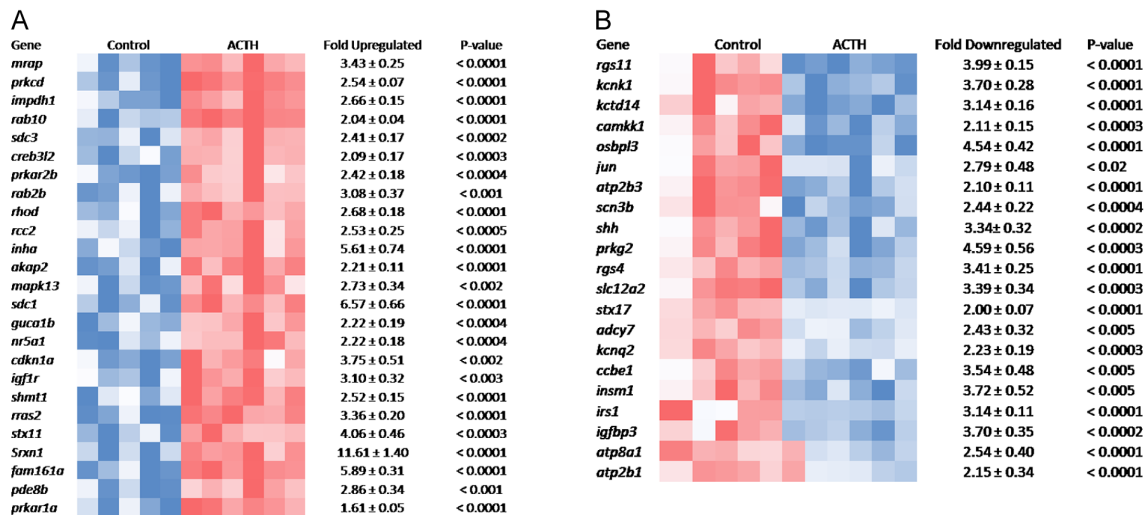 A
Gene Control ACTH Fold Upregulated P-value
mrap 3.43 ± 0.25 < 0.0001
prkcd 2.54 ± 0.07 < 0.0001
impdh1 2.66 ± 0.15 < 0.0001
rab10 2.04 ± 0.04 < 0.0001
sdc3 2.41 ± 0.17 < 0.0002
creb3l2 2.09 ± 0.17 < 0.0003
prkar2b 2.42 ± 0.18 < 0.0004
rab2b 3.08 ± 0.37 < 0.001
rhod 2.68 ± 0.18 < 0.0001
rcc2 2.53 ± 0.25 < 0.0005
inha 5.61 ± 0.74 < 0.0001
akap2 2.21 ± 0.11 < 0.0001
mapk13 2.73 ± 0.34 < 0.002
sdc1 6.57 ± 0.66 < 0.0001
guca1b 2.22 ± 0.19 < 0.0004
nr5a1 2.22 ± 0.18 < 0.0004
cdkn1a 3.75 ± 0.51 < 0.002
igf1r 3.10 ± 0.32 < 0.003
shmt1 2.52 ± 0.15 < 0.0001
rras2 3.36 ± 0.20 < 0.0001
stx11 4.06 ± 0.46 < 0.0003
Srxn1 11.61 ± 1.40 < 0.0001
fam161a 5.89 ± 0.31 < 0.0001
pde8b 2.86 ± 0.34 < 0.001
prkar1a 1.61 ± 0.05 < 0.0001
B
Gene Control ACTH Fold Downregulated P-value
rgs11 3.99 ± 0.15 < 0.0001
kcnk1 3.70 ± 0.28 < 0.0001
kctd14 3.14 ± 0.16 < 0.0001
camkk1 2.11 ± 0.15 < 0.0003
osbpl3 4.54 ± 0.42 < 0.0001
jun 2.79 ± 0.48 < 0.02
atp2b3 2.10 ± 0.11 < 0.0001
scn3b 2.44 ± 0.22 < 0.0004
shh 3.34± 0.32 < 0.0002
prkg2 4.59 ± 0.56 < 0.0003
rgs4 3.41 ± 0.25 < 0.0001
slc12a2 3.39 ± 0.34 < 0.0003
stx17 2.00 ± 0.07 < 0.0001
adcy7 2.43 ± 0.32 < 0.005
kcnq2 2.23 ± 0.19 < 0.0003
ccbe1 3.54 ± 0.48 < 0.005
insm1 3.72 ± 0.52 < 0.005
irs1 3.14 ± 0.11 < 0.0001
igfbp3 3.70 ± 0.35 < 0.0002
atp8a1 2.54 ± 0.40 < 0.0001
atp2b1 2.15 ± 0.34 < 0.0001